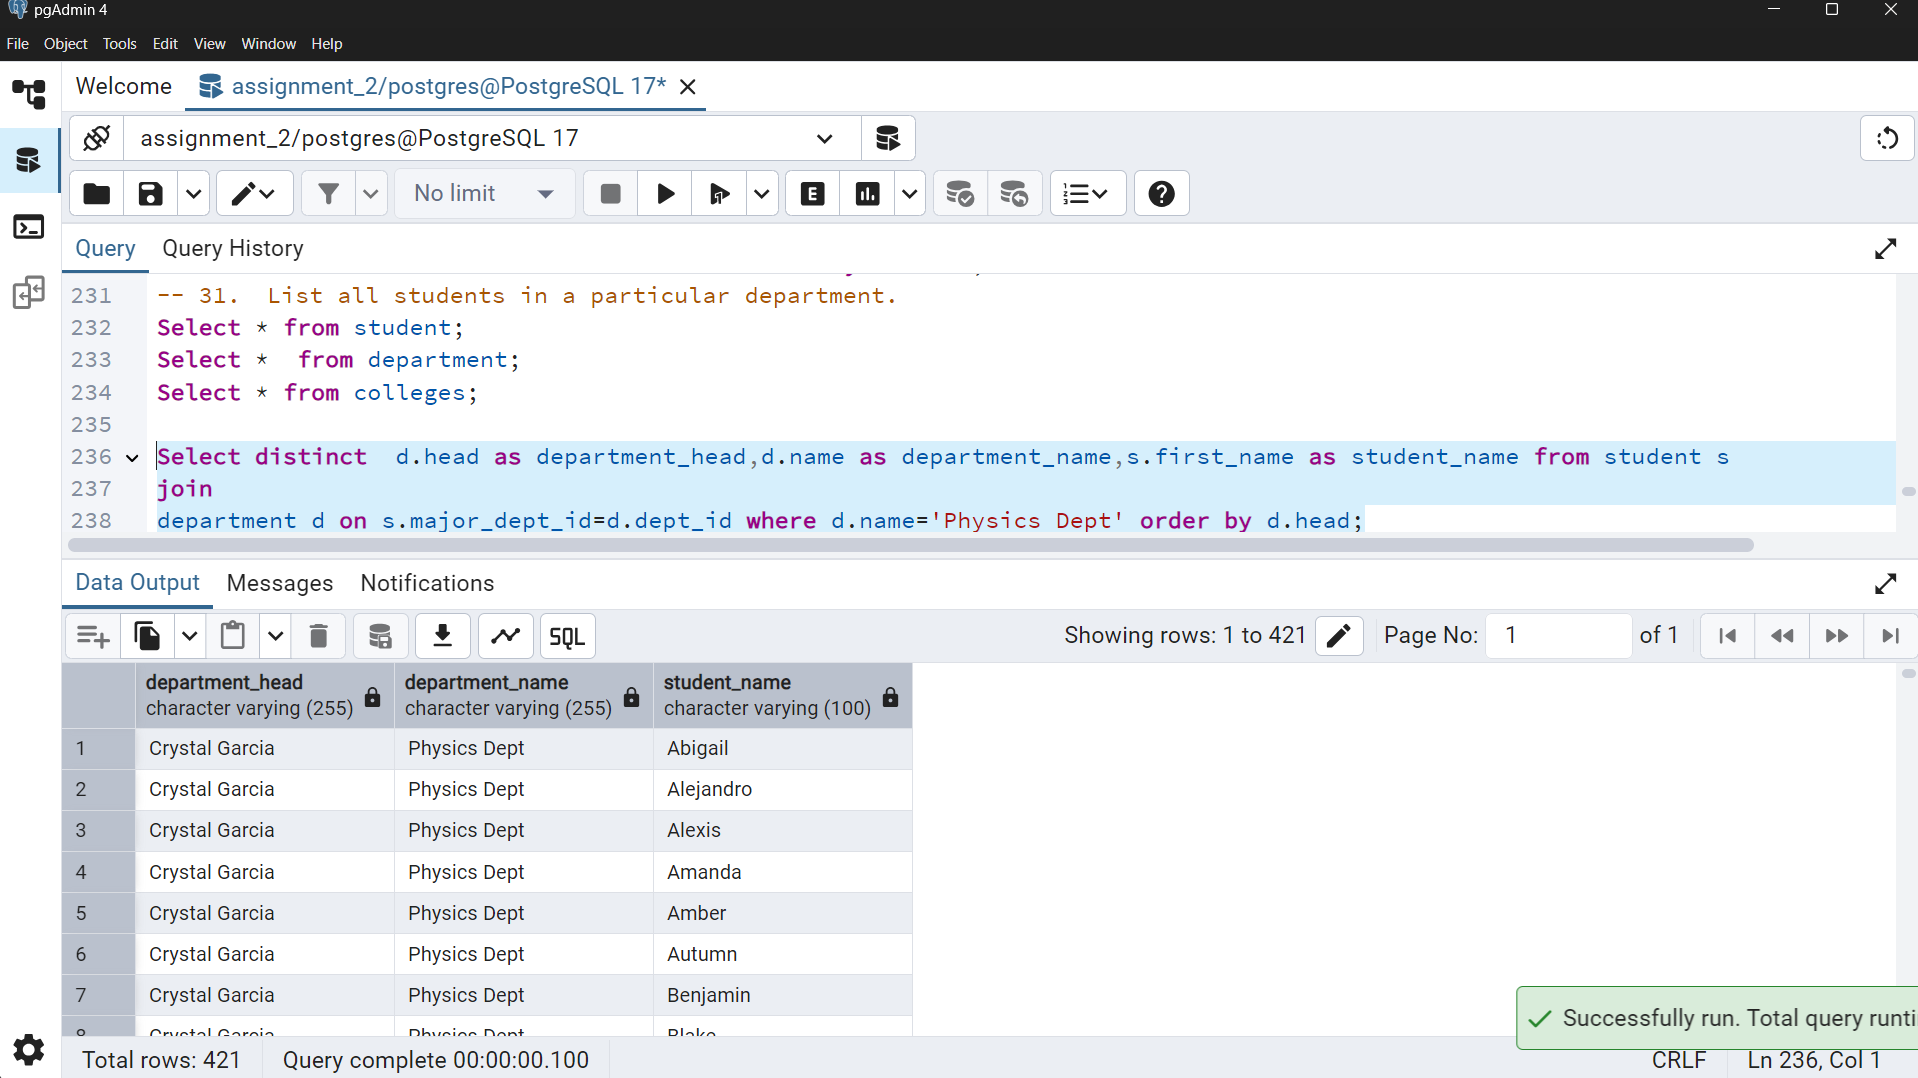 pgAdmin 4
File Object Tools Edit View Window Help
Welcome assignment_2/postgres@PostgreSQL 17*
assignment_2/postgres@PostgreSQL 17
No limit E
Query Query History
231 -- 31.  List all students in a particular department.
232 Select * from student;
233 Select *  from department;
234 Select * from colleges;
235
236 Select distinct  d.head as department_head,d.name as department_name,s.first_name as student_name from student s
237 join
238 department d on s.major_dept_id=d.dept_id where d.name='Physics Dept' order by d.head;
Data Output Messages Notifications
SQL Showing rows: 1 to 421 Page No: 1 of 1
department_head department_name student_name
character varying (255) character varying (255) character varying (100)
1 Crystal Garcia Physics Dept Abigail
2 Crystal Garcia Physics Dept Alejandro
3 Crystal Garcia Physics Dept Alexis
4 Crystal Garcia Physics Dept Amanda
5 Crystal Garcia Physics Dept Amber
6 Crystal Garcia Physics Dept Autumn
7 Crystal Garcia Physics Dept Benjamin
8 Crystal Garcia Physics Dept Blake
Successfully run. Total query runti
Total rows: 421 Query complete 00:00:00.100 CRLF Ln 236, Col 1